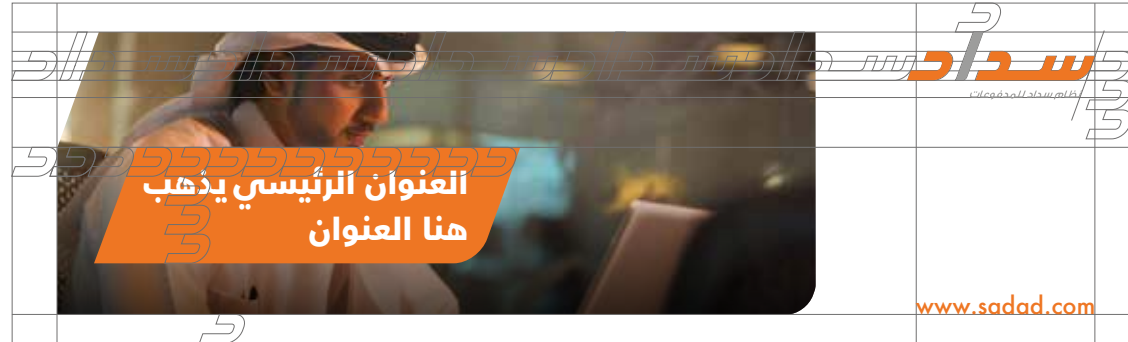 سداد
نظام سداد للمدفوعات
العنوان الرئيسي يذهب
هنا العنوان
www.sadad.com